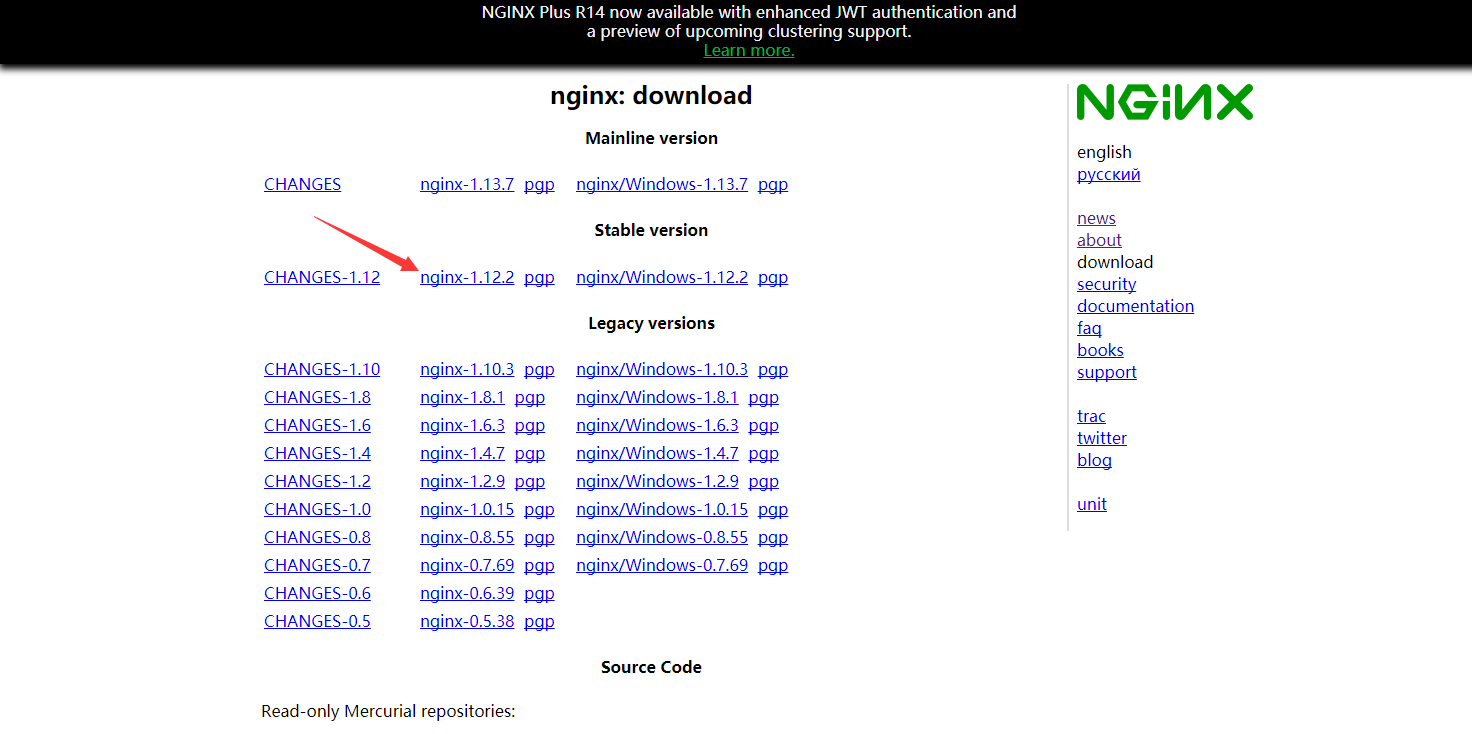 NGINX Plus R14 now available with enhanced JWT authentication and
a preview of upcoming clustering support.
Learn more.
nginx: download
Mainline version
CHANGES nginx-1.13.7 pgp nginx/Windows-1.13.7 pgp
Stable version
CHANGES-1.12 nginx-1.12.2 pgp nginx/Windows-1.12.2 pgp
Legacy versions
CHANGES-1.10 nginx-1.10.3 pgp nginx/Windows-1.10.3 pgp
CHANGES-1.8 nginx-1.8.1 pgp nginx/Windows-1.8.1 pgp
CHANGES-1.6 nginx-1.6.3 pgp nginx/Windows-1.6.3 pgp
CHANGES-1.4 nginx-1.4.7 pgp nginx/Windows-1.4.7 pgp
CHANGES-1.2 nginx-1.2.9 pgp nginx/Windows-1.2.9 pgp
CHANGES-1.0 nginx-1.0.15 pgp nginx/Windows-1.0.15 pgp
CHANGES-0.8 nginx-0.8.55 pgp nginx/Windows-0.8.55 pgp
CHANGES-0.7 nginx-0.7.69 pgp nginx/Windows-0.7.69 pgp
CHANGES-0.6 nginx-0.6.39 pgp
CHANGES-0.5 nginx-0.5.38 pgp
Source Code
Read-only Mercurial repositories:
NGINX
english
русский
news
about
download
security
documentation
faq
books
support
trac
twitter
blog
unit